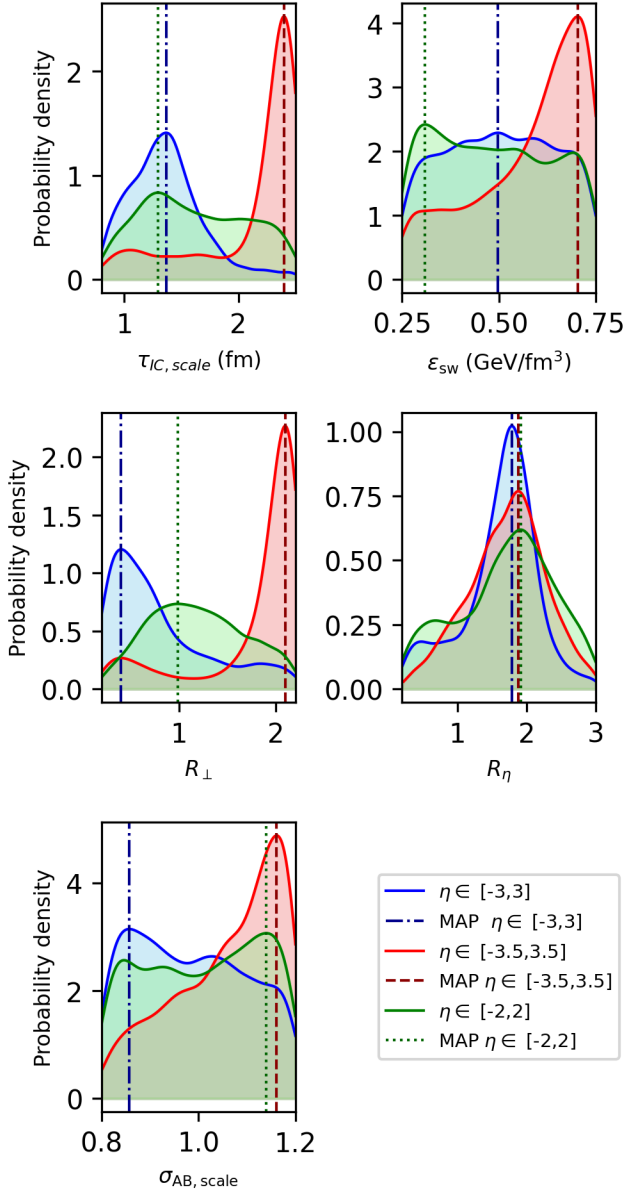 Probability density
2
1
0
1
2
τ_{IC, scale} (fm)
4
3
2
1
0
0.25
0.50
0.75
ε_{sw} (GeV/fm³)
Probability density
2.0
1.5
1.0
0.5
0.0
1
2
R_⊥
1.00
0.75
0.50
0.25
0.00
1
2
3
R_η
Probability density
4
2
0
0.8
1.0
1.2
σ_{AB, scale}
η ∈ [-3,3]
MAP η ∈ [-3,3]
η ∈ [-3.5,3.5]
MAP η ∈ [-3.5,3.5]
η ∈ [-2,2]
MAP η ∈ [-2,2]